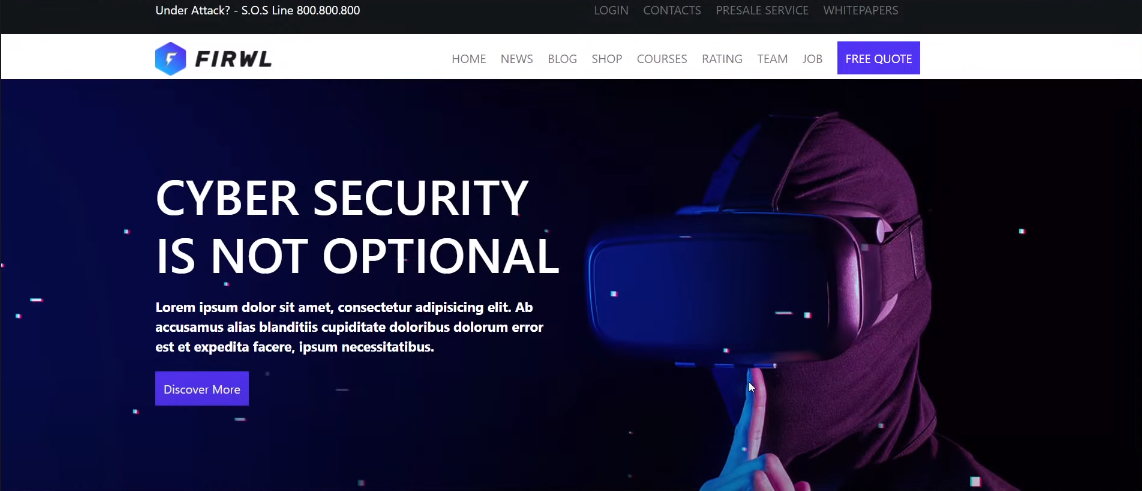 Under Attack? - S.O.S Line 800.800.800
LOGIN CONTACTS PRESALE SERVICE WHITEPAPERS
FIRWL
HOME NEWS BLOG SHOP COURSES RATING TEAM JOB FREE QUOTE
CYBER SECURITY
IS NOT OPTIONAL
Lorem ipsum dolor sit amet, consectetur adipisicing elit. Ab
accusamus alias blanditiis cupiditate doloribus dolorum error
est et expedita facere, ipsum necessitatibus.
Discover More